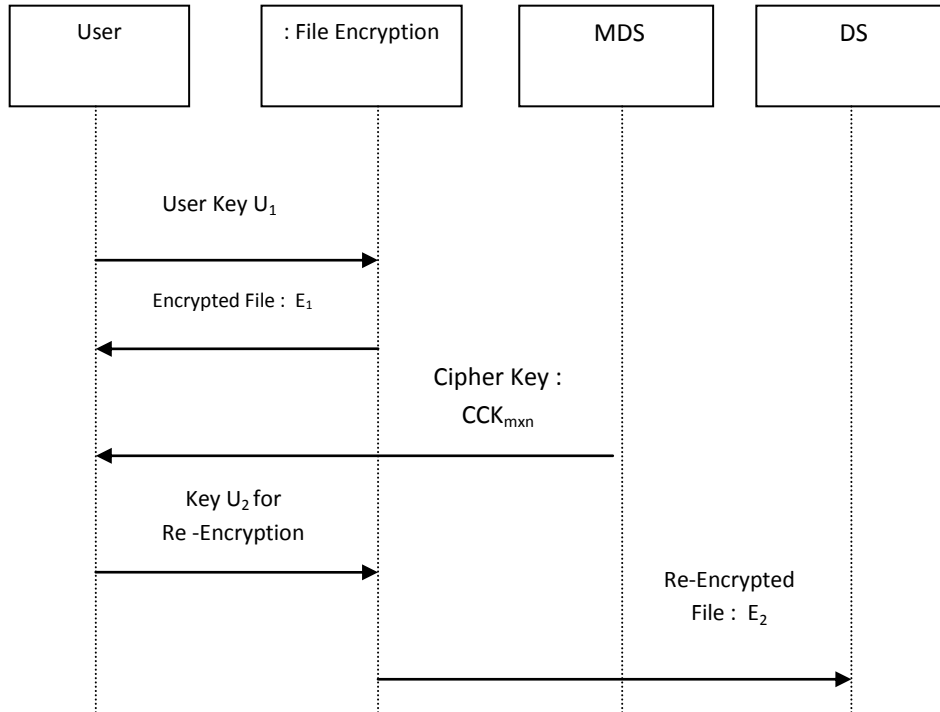 User
: File Encryption
MDS
DS
User Key U₁
Encrypted File : E₁
Cipher Key :
CCKₘₓₙ
Key U₂ for
Re -Encryption
Re-Encrypted
File : E₂